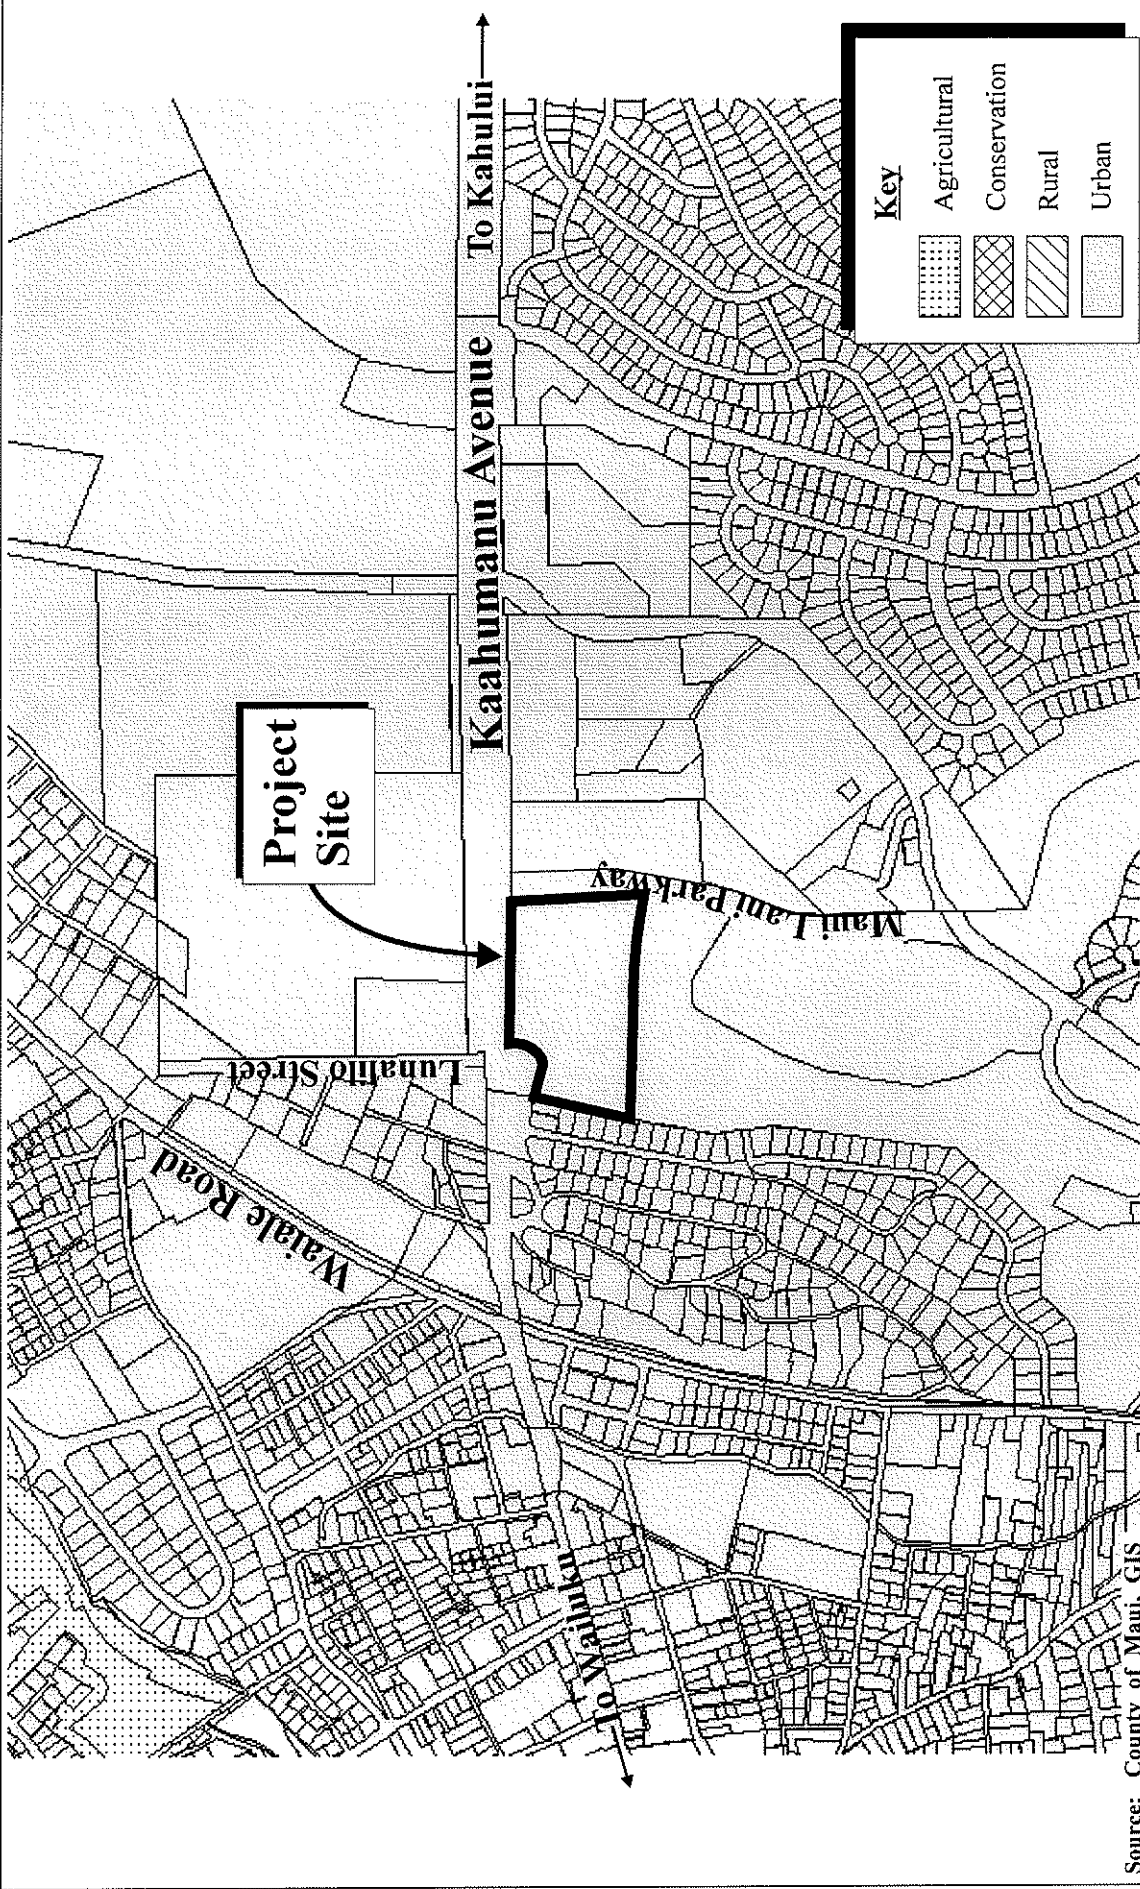 To Kahului
Kaahumanu Avenue
Project
Site
Maui Lani Parkway
Lunalilo Street
Waiale Road
To Wailuku
Key
Agricultural
Conservation
Rural
Urban
Source: County of Maui, GIS